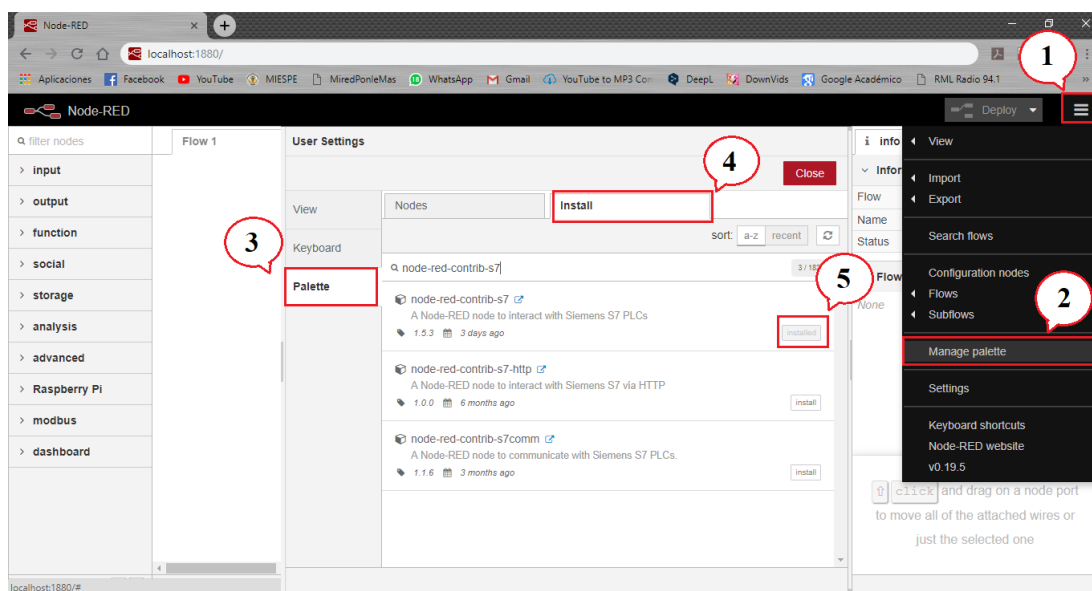 Node-RED
localhost:1880/
Aplicaciones Facebook YouTube MIESPE MiredPonleMas WhatsApp Gmail YouTube to MP3 Con DeepL DownVids Google Académico RML Radio 94.1 »
1
Node-RED
Deploy
filter nodes
input
output
function
social
storage
analysis
advanced
Raspberry Pi
modbus
dashboard
Flow 1
User Settings
4
Close
3
View
Keyboard
Palette
Nodes
Install
sort: a-z recent
node-red-contrib-s7
5
node-red-contrib-s7
A Node-RED node to interact with Siemens S7 PLCs
1.5.3 3 days ago
installed
node-red-contrib-s7-http
A Node-RED node to interact with Siemens S7 via HTTP
1.0.0 6 months ago
install
node-red-contrib-s7comm
A Node-RED node to communicate with Siemens S7 PLCs.
1.1.6 3 months ago
install
i info
Infor
Flow
Name
Status
Flow
None
View
Import
Export
Search flows
Configuration nodes
Flows
Subflows
2
Manage palette
Settings
Keyboard shortcuts
Node-RED website
v0.19.5
click and drag on a node port
to move all of the attached wires or
just the selected one
localhost:1880/#